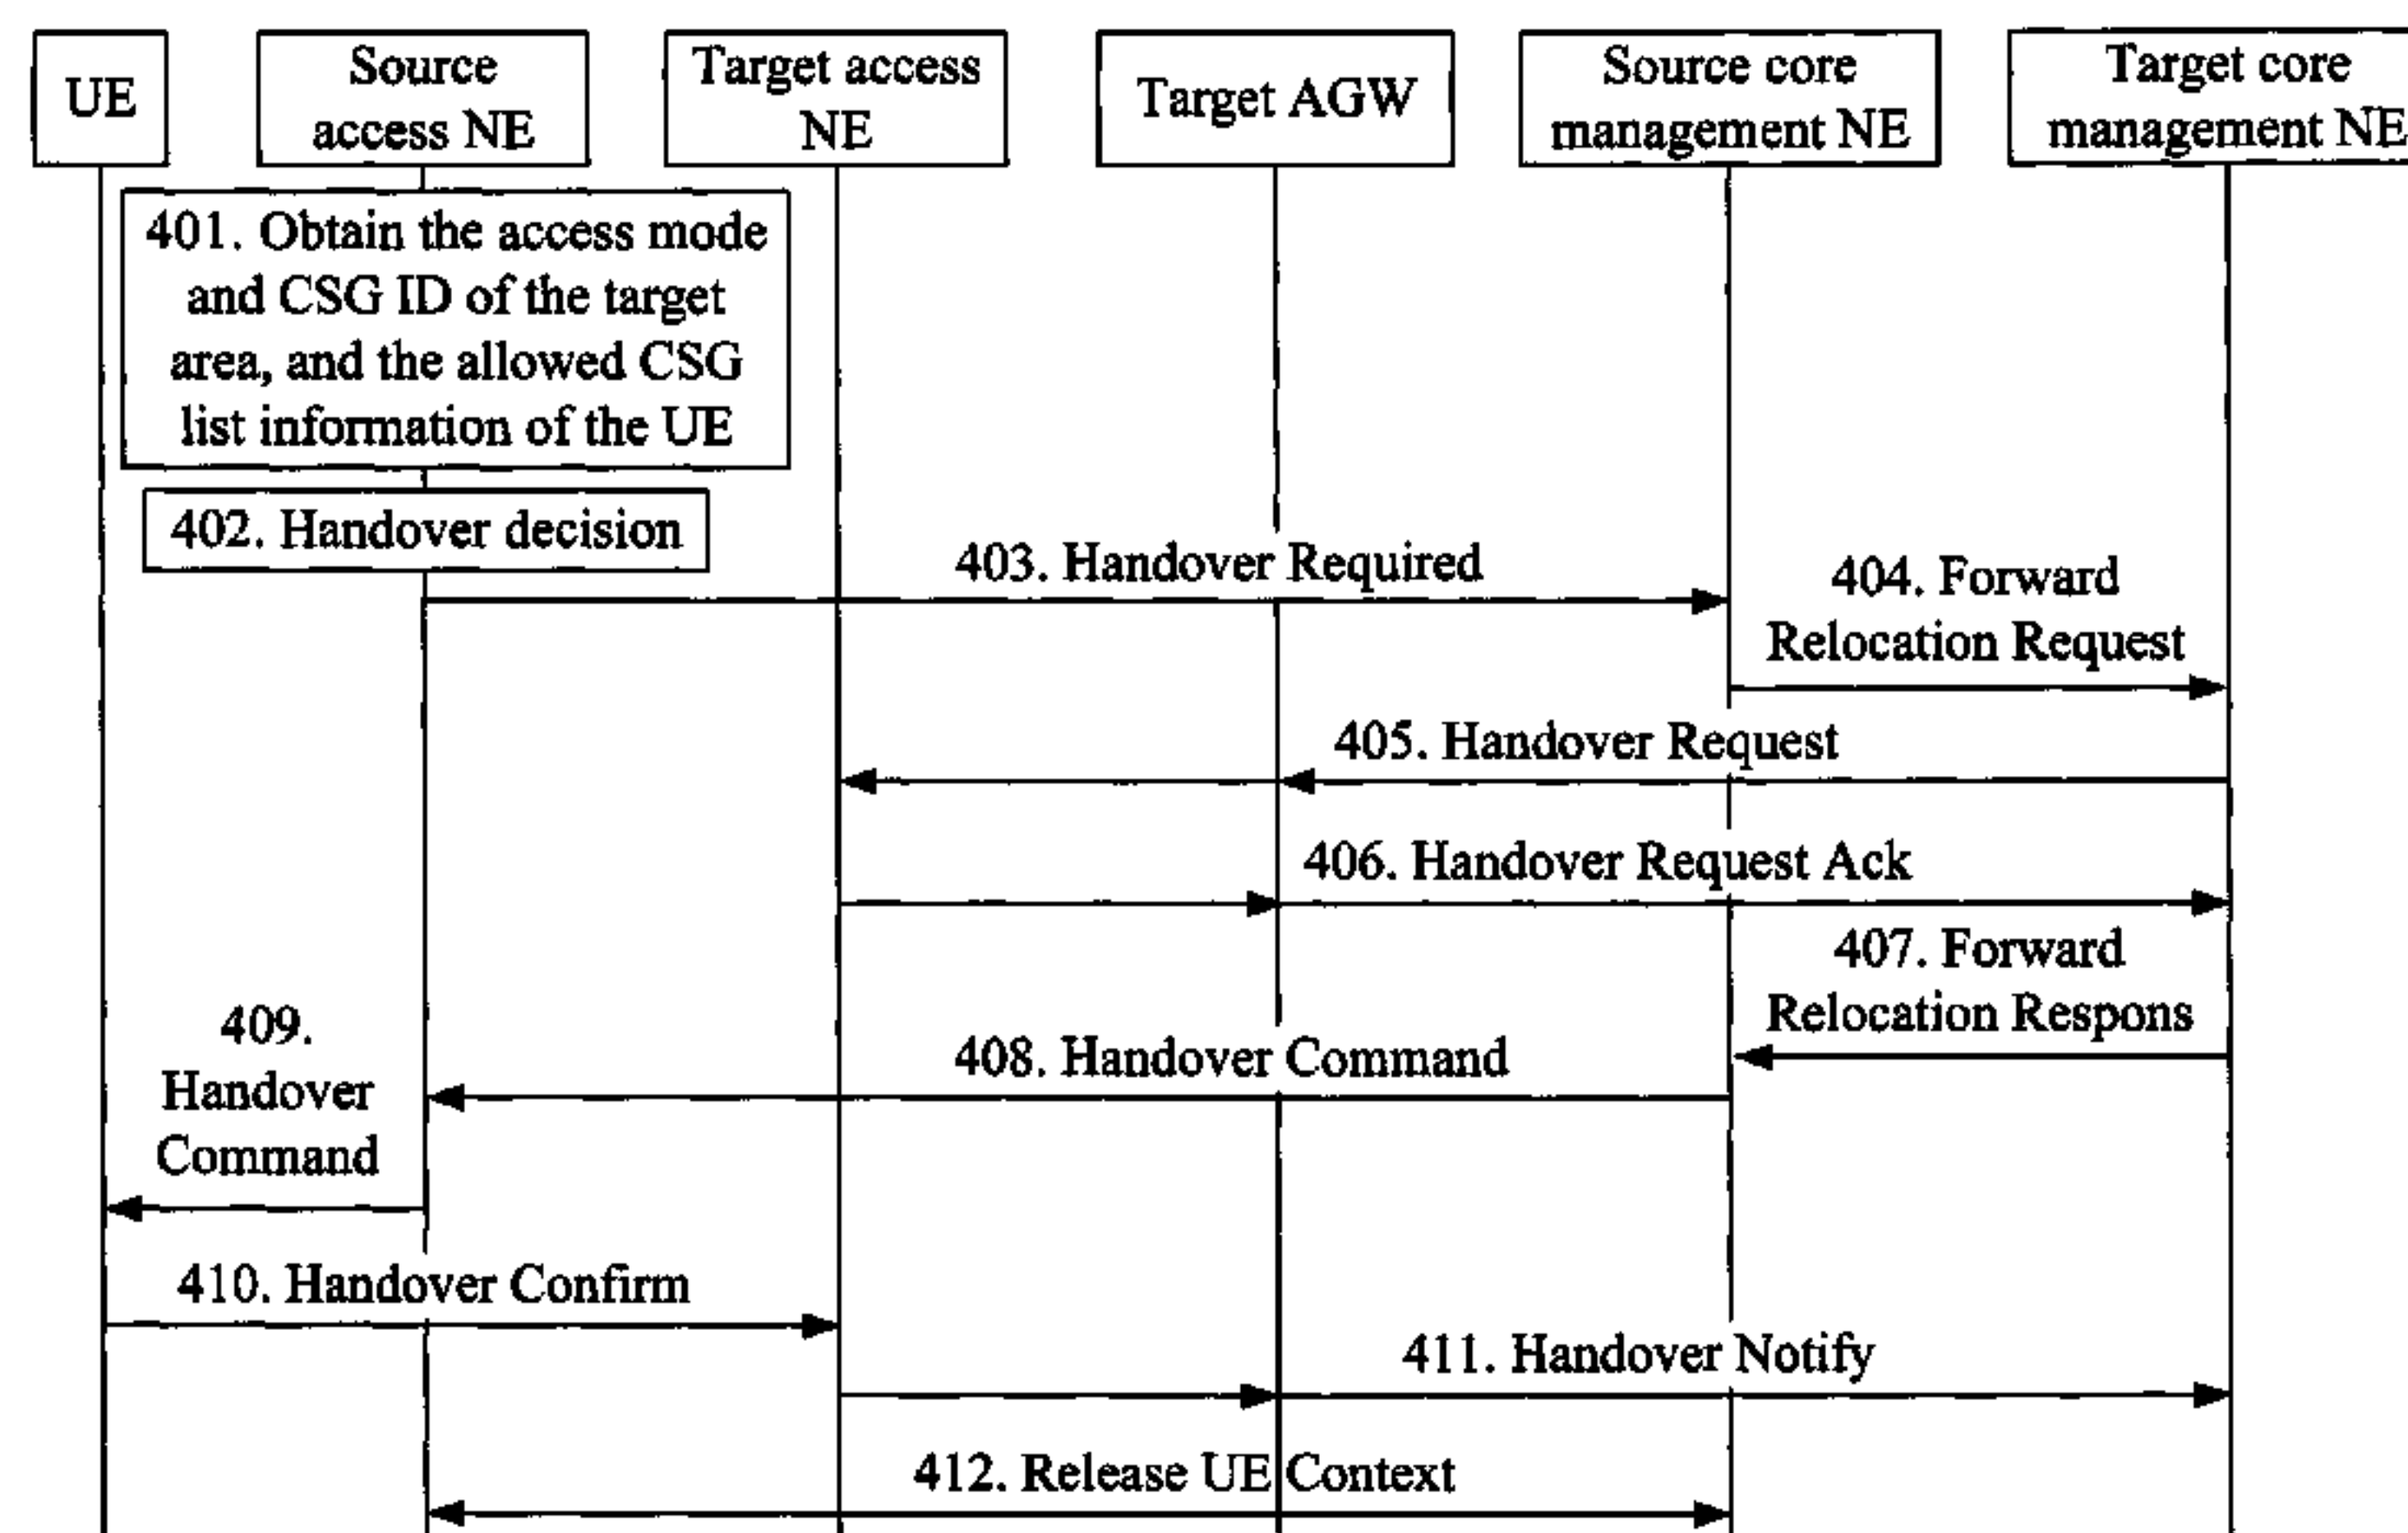 UE
Source
access NE
Target access
NE
Target AGW
Source core
management NE
Target core
management NE
401. Obtain the access mode
and CSG ID of the target
area, and the allowed CSG
list information of the UE
402. Handover decision
403. Handover Required
404. Forward
Relocation Request
405. Handover Request
406. Handover Request Ack
407. Forward
Relocation Respons
408. Handover Command
409.
Handover
Command
410. Handover Confirm
411. Handover Notify
412. Release UE Context